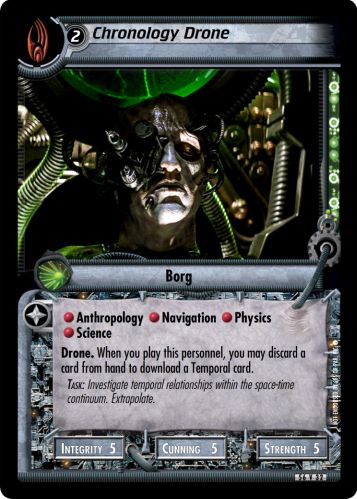 2 Chronology Drone
Borg
Anthropology Navigation Physics
Science
Drone. When you play this personnel, you may discard a
card from hand to download a Temporal card.
Task: Investigate temporal relationships within the space-time
continuum. Extrapolate.
INTEGRITY 5 CUNNING 5 STRENGTH 5
56 V 32